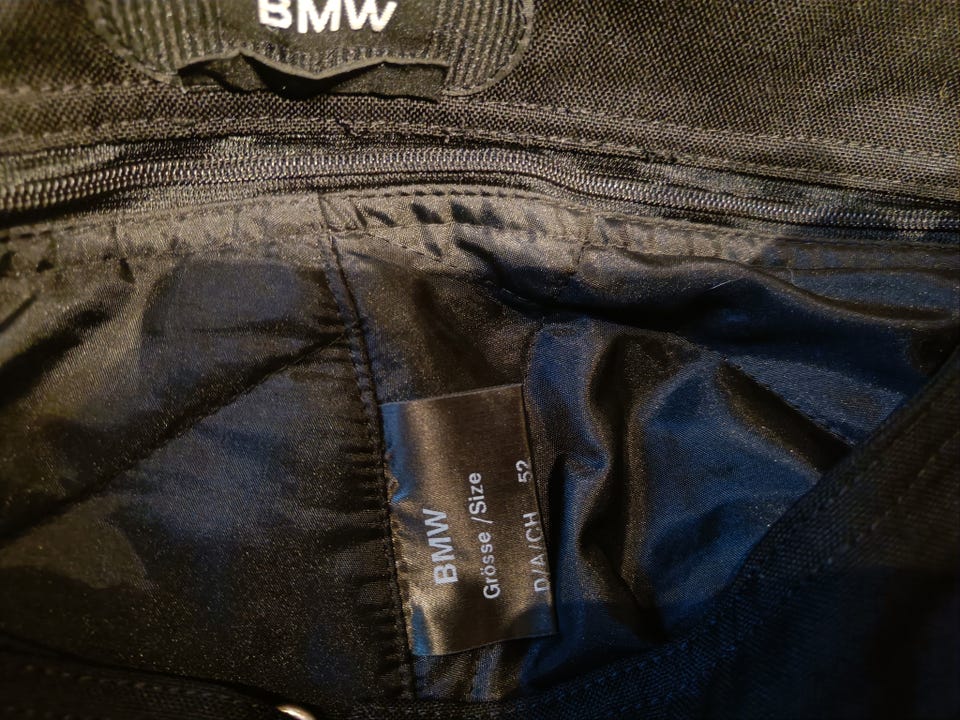 BMW
BMW
Grösse / Size
D/A/CH 52